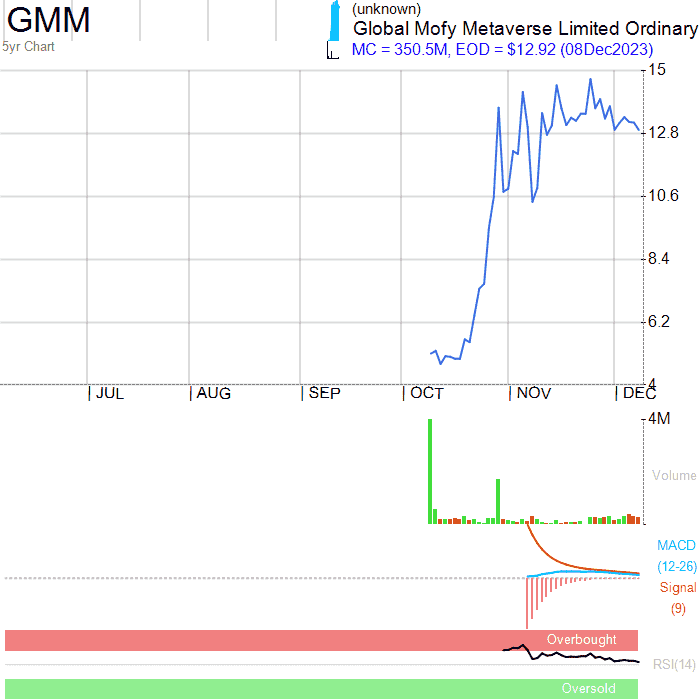 GMM
5yr Chart
(unknown)
Global Mofy Metaverse Limited Ordinary
MC = 350.5M, EOD = $12.92 (08Dec2023)
15
12.8
10.6
8.4
6.2
4
JUL AUG SEP OCT NOV DEC
4M
Volume
MACD
(12-26)
Signal
(9)
Overbought
RSI(14)
Oversold